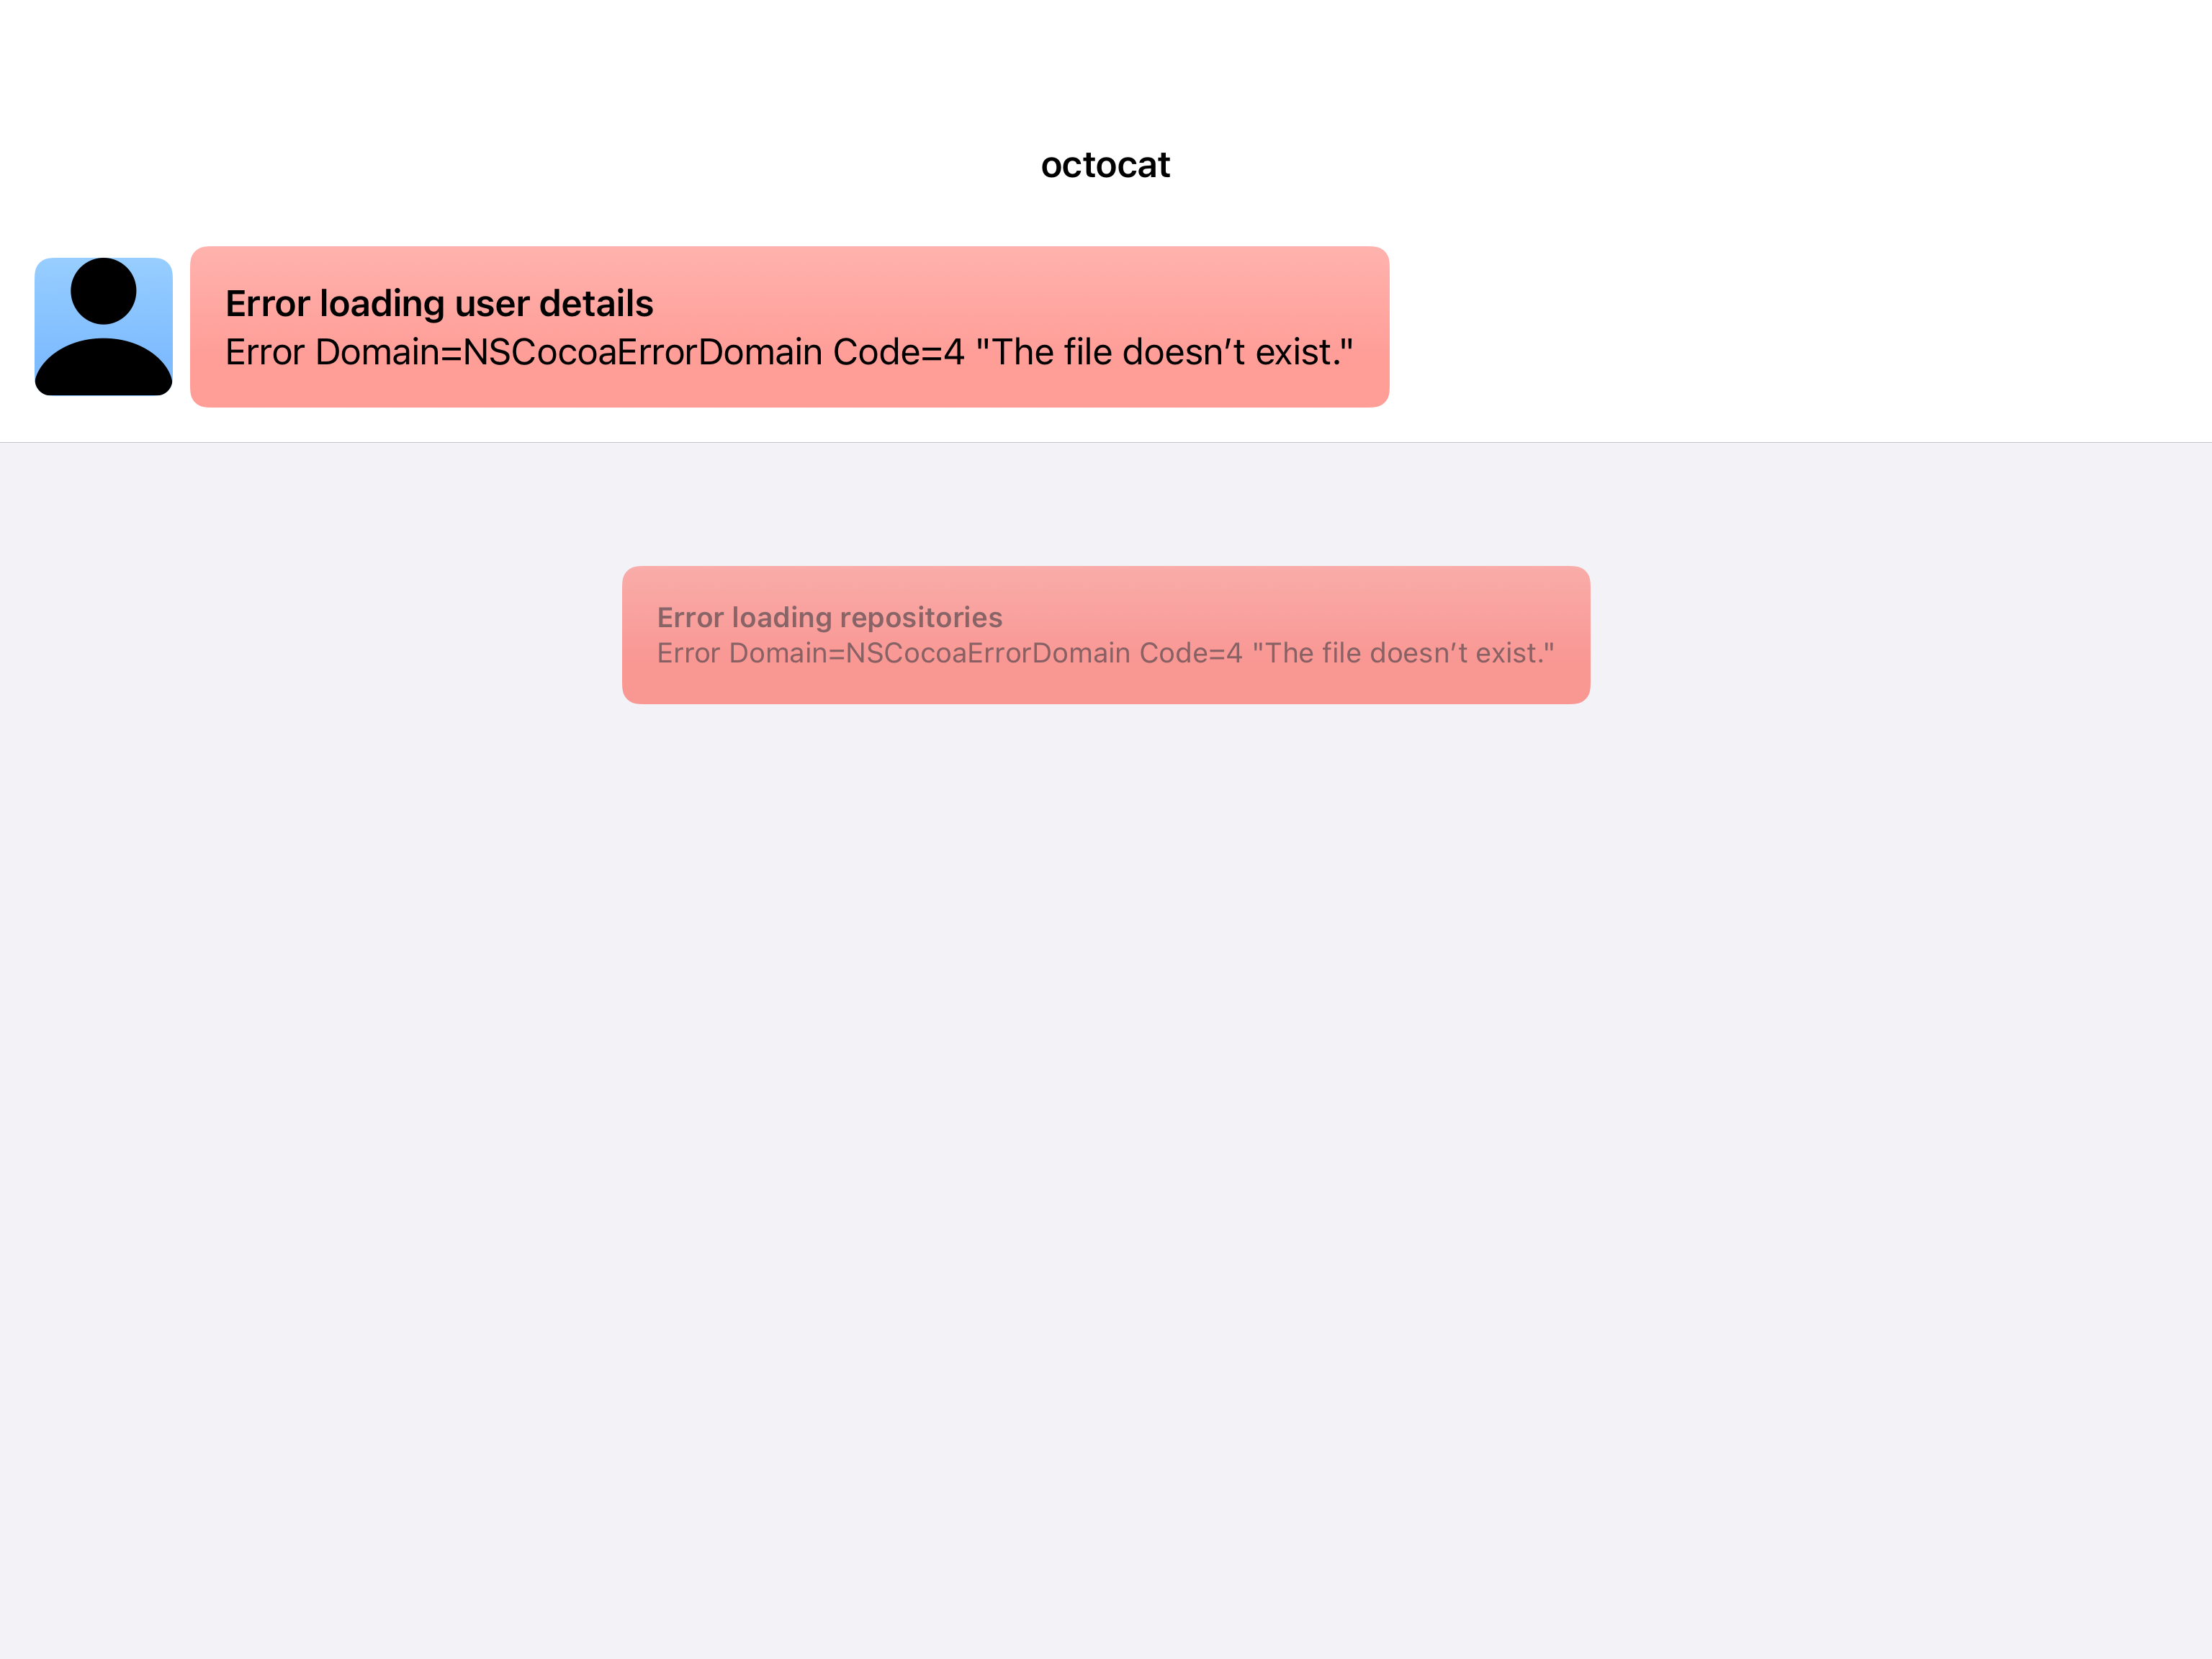 octocat
Error loading user details
Error Domain=NSCocoaErrorDomain Code=4 "The file doesn’t exist."
Error loading repositories
Error Domain=NSCocoaErrorDomain Code=4 "The file doesn’t exist."